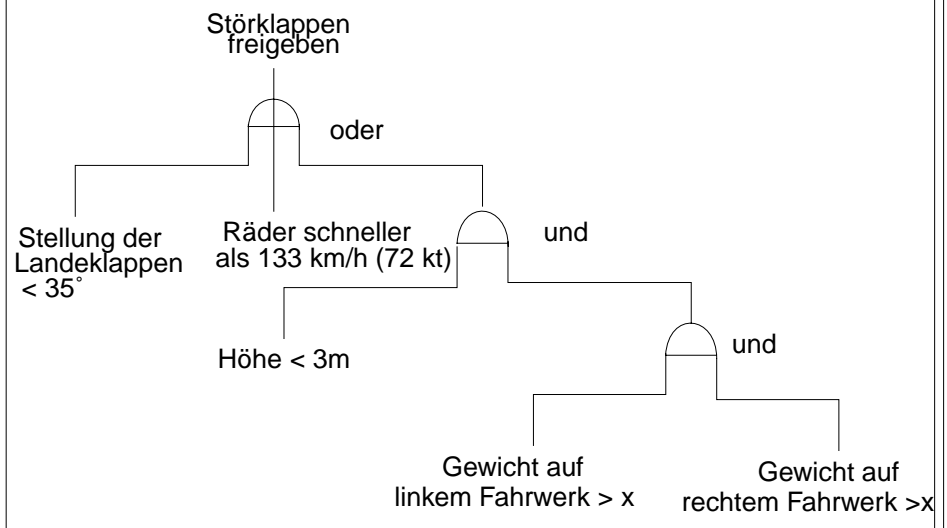 Störklappen
freigeben
oder
Stellung der
Landeklappen
< 35°
Räder schneller
als 133 km/h (72 kt)
und
Höhe < 3m
und
Gewicht auf
linkem Fahrwerk > x
Gewicht auf
rechtem Fahrwerk >x